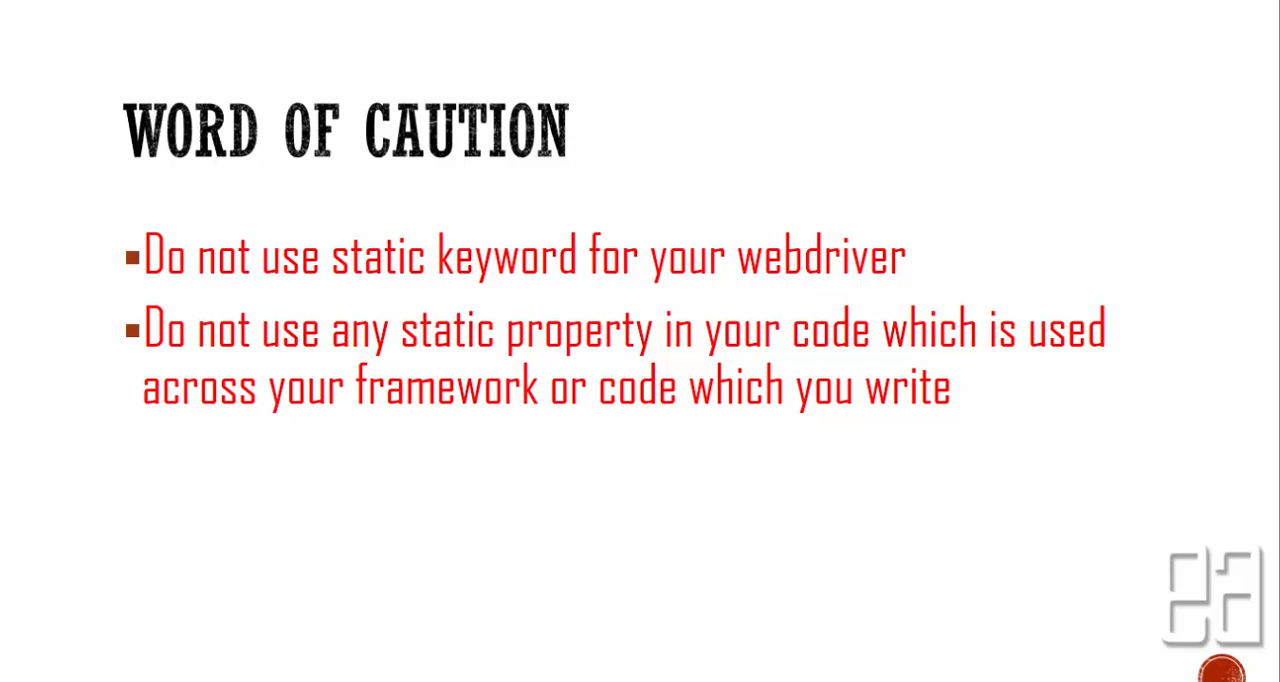 WORD OF CAUTION
▪Do not use static keyword for your webdriver
▪Do not use any static property in your code which is used
across your framework or code which you write
ea